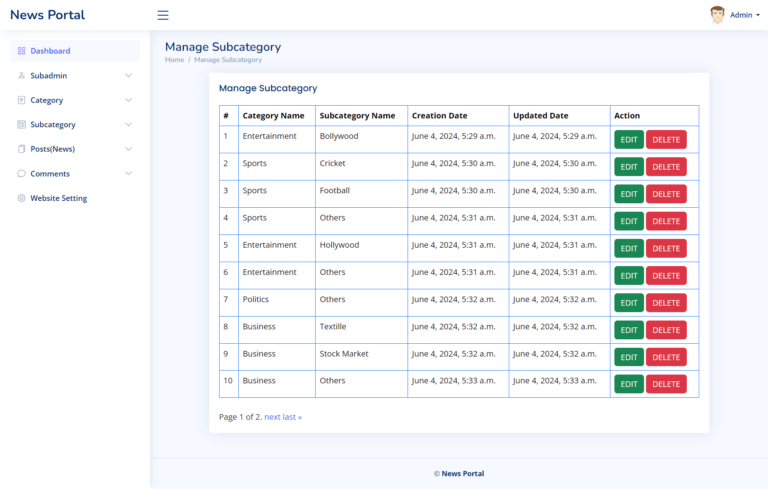 News Portal
Admin
Dashboard
Subadmin
Category
Subcategory
Posts(News)
Comments
Website Setting
Manage Subcategory
Home / Manage Subcategory
Manage Subcategory
# Category Name Subcategory Name Creation Date Updated Date Action
1 Entertainment Bollywood June 4, 2024, 5:29 a.m. June 4, 2024, 5:29 a.m. EDIT DELETE
2 Sports Cricket June 4, 2024, 5:30 a.m. June 4, 2024, 5:30 a.m. EDIT DELETE
3 Sports Football June 4, 2024, 5:30 a.m. June 4, 2024, 5:30 a.m. EDIT DELETE
4 Sports Others June 4, 2024, 5:31 a.m. June 4, 2024, 5:31 a.m. EDIT DELETE
5 Entertainment Hollywood June 4, 2024, 5:31 a.m. June 4, 2024, 5:31 a.m. EDIT DELETE
6 Entertainment Others June 4, 2024, 5:31 a.m. June 4, 2024, 5:31 a.m. EDIT DELETE
7 Politics Others June 4, 2024, 5:32 a.m. June 4, 2024, 5:32 a.m. EDIT DELETE
8 Business Textille June 4, 2024, 5:32 a.m. June 4, 2024, 5:32 a.m. EDIT DELETE
9 Business Stock Market June 4, 2024, 5:32 a.m. June 4, 2024, 5:32 a.m. EDIT DELETE
10 Business Others June 4, 2024, 5:33 a.m. June 4, 2024, 5:33 a.m. EDIT DELETE
Page 1 of 2. next last »
© News Portal